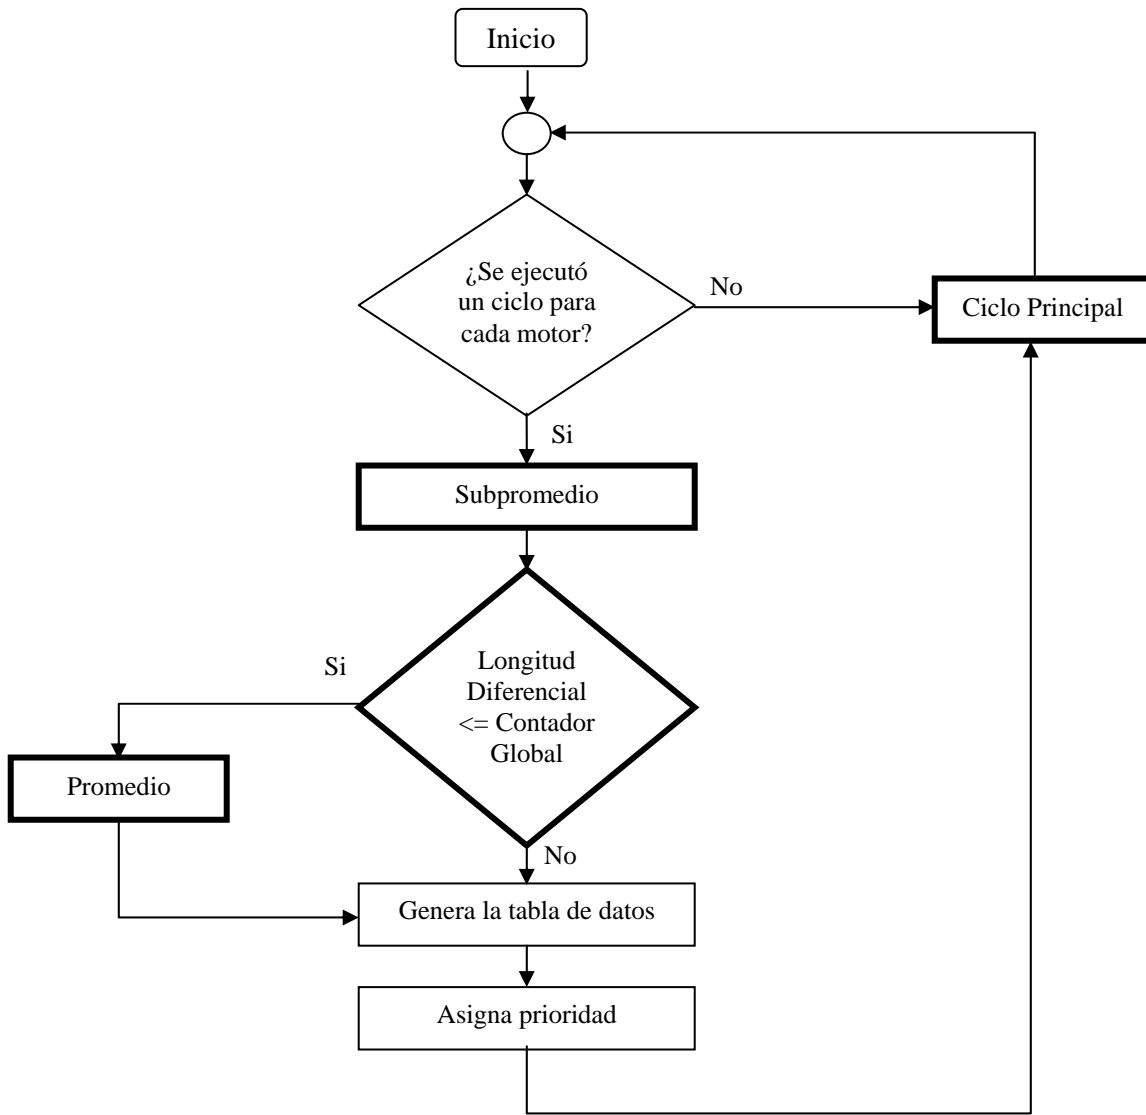 Inicio
¿Se ejecutó
un ciclo para
cada motor?
No
Ciclo Principal
Si
Subpromedio
Si
Longitud
Diferencial
<= Contador
Global
Promedio
No
Genera la tabla de datos
Asigna prioridad